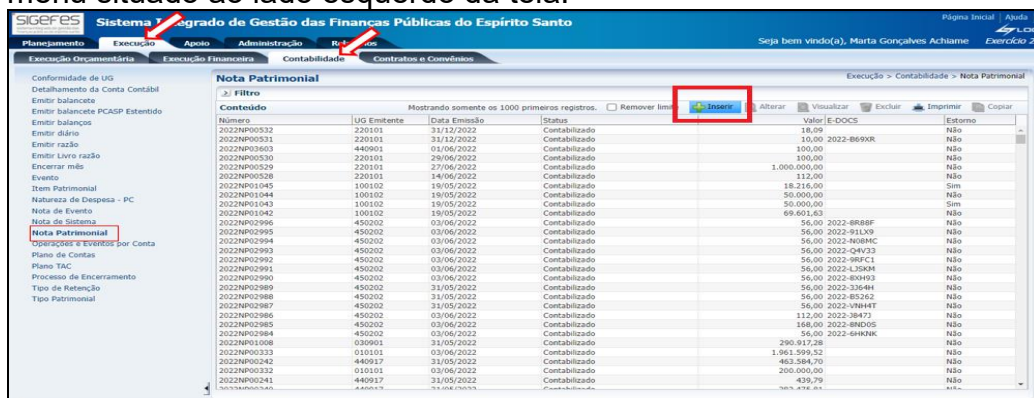 menu situado ao lado esquerdo da tela.
SIGEFES Sistema Integrado de Gestão das Finanças Públicas do Espírito Santo
Página Inicial | Ajuda
Planejamento Execução Apoio Administração
Seja bem vindo(a), Marta Gonçalves Achiame Exercício 2
Execução Orçamentária Execução Financeira Contabilidade Contratos e Convênios
Conformidade de UG
Detalhamento da Conta Contábil
Emitir balancete
Emitir balancete PCASP Estentido
Emitir balanços
Emitir diário
Emitir razão
Emitir Livro razão
Encerrar mês
Evento
Item Patrimonial
Natureza de Despesa - PC
Nota de Evento
Nota de Sistema
Nota Patrimonial
Operações e Eventos por Conta
Plano de Contas
Plano TAC
Processo de Encerramento
Tipo de Retenção
Tipo Patrimonial
Nota Patrimonial
Execução > Contabilidade > Nota Patrimonial
Filtro
Conteúdo Mostrando somente os 1000 primeiros registros. Remover limite Inserir Alterar Visualizar Excluir Imprimir Copiar
Número UG Emitente Data Emissão Status Valor E-DOCS Estorno
2022NP00532 220101 31/12/2022 Contabilizado 18,09 Não
2022NP00531 220101 31/12/2022 Contabilizado 10,00 2022-B69XR Não
2022NP03603 440901 01/06/2022 Contabilizado 100,00 Não
2022NP00530 220101 29/06/2022 Contabilizado 100,00 Não
2022NP00529 220101 27/06/2022 Contabilizado 1.000.000,00 Não
2022NP00528 220101 14/06/2022 Contabilizado 112,00 Não
2022NP01045 100102 19/05/2022 Contabilizado 18.216,00 Sim
2022NP01044 100102 19/05/2022 Contabilizado 50.000,00 Não
2022NP01043 100102 19/05/2022 Contabilizado 50.000,00 Sim
2022NP01042 100102 19/05/2022 Contabilizado 69.601,63 Não
2022NP02996 450202 03/06/2022 Contabilizado 56,00 2022-8R8BF Não
2022NP02995 450202 03/06/2022 Contabilizado 56,00 2022-91LX9 Não
2022NP02994 450202 03/06/2022 Contabilizado 56,00 2022-N08MC Não
2022NP02993 450202 03/06/2022 Contabilizado 56,00 2022-Q4V33 Não
2022NP02992 450202 03/06/2022 Contabilizado 56,00 2022-9RFC1 Não
2022NP02991 450202 03/06/2022 Contabilizado 56,00 2022-LJSKM Não
2022NP02990 450202 03/06/2022 Contabilizado 56,00 2022-8XH93 Não
2022NP02989 450202 31/05/2022 Contabilizado 56,00 2022-3J64H Não
2022NP02988 450202 31/05/2022 Contabilizado 56,00 2022-B5262 Não
2022NP02987 450202 31/05/2022 Contabilizado 56,00 2022-VNH4T Não
2022NP02986 450202 03/06/2022 Contabilizado 112,00 2022-J847J Não
2022NP02985 450202 03/06/2022 Contabilizado 168,00 2022-8ND0S Não
2022NP02984 450202 03/06/2022 Contabilizado 56,00 2022-6HKNK Não
2022NP01008 030901 31/05/2022 Contabilizado 290.917,28 Não
2022NP00333 010101 03/06/2022 Contabilizado 1.961.599,52 Não
2022NP00242 440917 31/05/2022 Contabilizado 463.584,70 Não
2022NP00332 010101 03/06/2022 Contabilizado 200.000,00 Não
2022NP00241 440917 31/05/2022 Contabilizado 439,79 Não